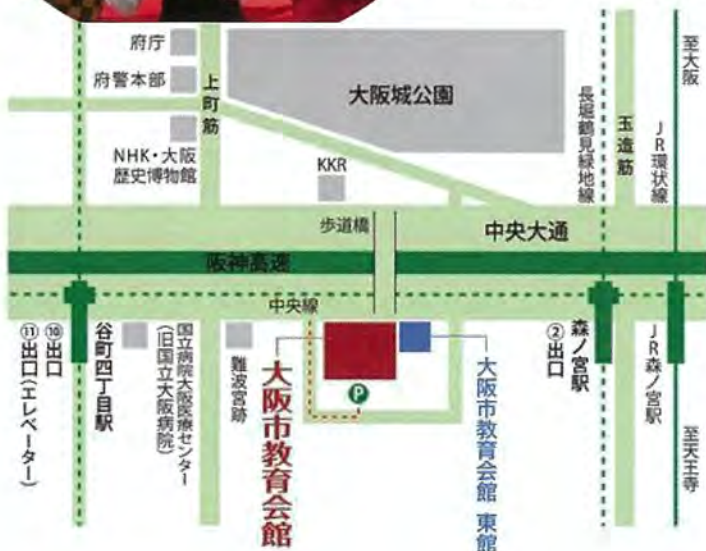 府庁
府警本部
上町筋
NHK・大阪
歴史博物館
大阪城公園
KKR
長堀鶴見緑地線
玉造筋
JR環状線
至大阪
歩道橋
中央大通
阪神高速
中央線
⑪出口(エレベーター)
⑩出口
谷町四丁目駅
国立病院大阪医療センター
(旧国立大阪病院)
難波宮跡
大阪市教育会館
P
大阪市教育会館 東館
②出口
森ノ宮駅
JR森ノ宮駅
至天王寺